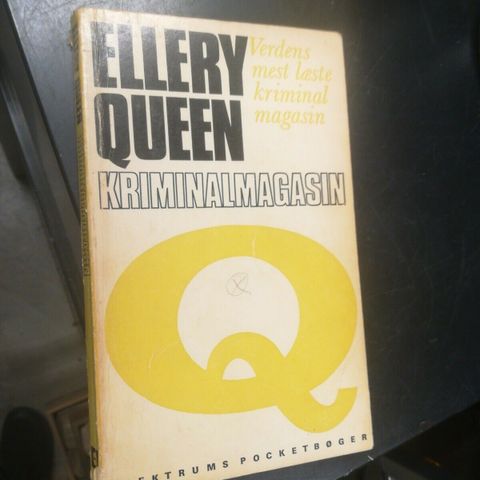 ELLERY
QUEEN
Verdens
mest læste
kriminal
magasin
KRIMINALMAGASIN
Q
EKTRUMS POCKETBØGER